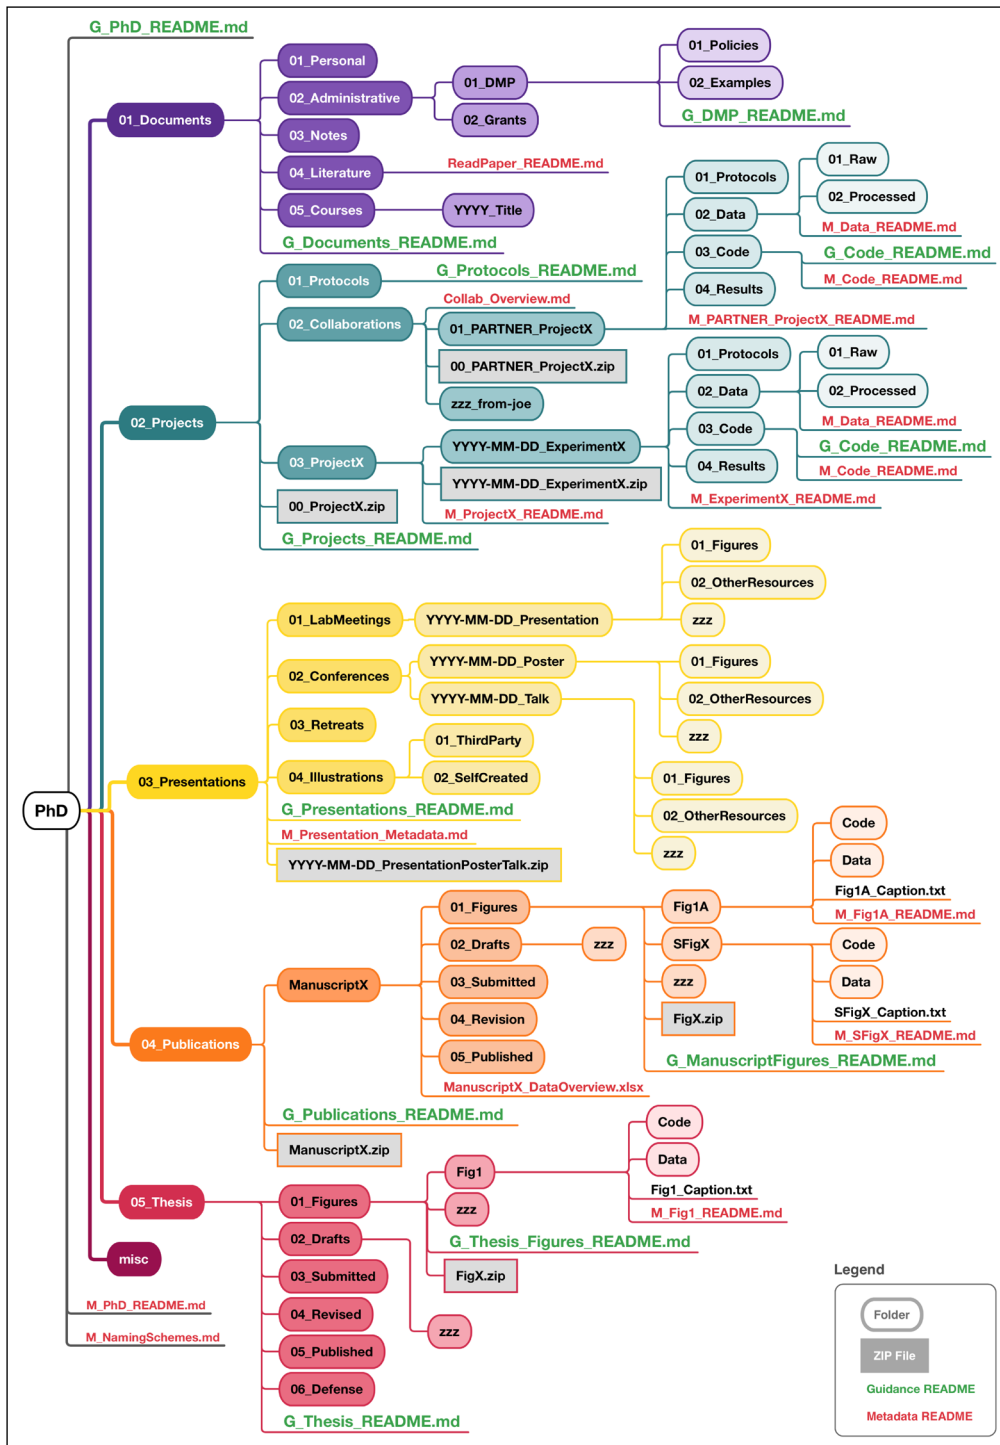 G_PhD_README.md
01_Documents
01_Personal
02_Administrative
01_DMP
01_Policies
02_Examples
G_DMP_README.md
02_Grants
03_Notes
04_Literature
ReadPaper_README.md
05_Courses
YYYY_Title
G_Documents_README.md
02_Projects
01_Protocols
G_Protocols_README.md
02_Collaborations
Collab_Overview.md
01_PARTNER_ProjectX
01_Protocols
02_Data
01_Raw
02_Processed
M_Data_README.md
03_Code
G_Code_README.md
M_Code_README.md
04_Results
M_PARTNER_ProjectX_README.md
00_PARTNER_ProjectX.zip
zzz_from-joe
03_ProjectX
YYYY-MM-DD_ExperimentX
01_Protocols
02_Data
01_Raw
02_Processed
M_Data_README.md
03_Code
G_Code_README.md
M_Code_README.md
04_Results
M_ExperimentX_README.md
YYYY-MM-DD_ExperimentX.zip
M_ProjectX_README.md
00_ProjectX.zip
G_Projects_README.md
PhD
03_Presentations
01_LabMeetings
YYYY-MM-DD_Presentation
01_Figures
02_OtherResources
zzz
02_Conferences
YYYY-MM-DD_Poster
01_Figures
02_OtherResources
zzz
YYYY-MM-DD_Talk
01_Figures
02_OtherResources
zzz
03_Retreats
04_Illustrations
01_ThirdParty
02_SelfCreated
G_Presentations_README.md
M_Presentation_Metadata.md
YYYY-MM-DD_PresentationPosterTalk.zip
04_Publications
ManuscriptX
01_Figures
Fig1A
Code
Data
Fig1A_Caption.txt
M_Fig1A_README.md
SFigX
Code
Data
SFigX_Caption.txt
M_SFigX_README.md
zzz
FigX.zip
G_ManuscriptFigures_README.md
02_Drafts
zzz
03_Submitted
04_Revision
05_Published
ManuscriptX_DataOverview.xlsx
G_Publications_README.md
ManuscriptX.zip
05_Thesis
01_Figures
Fig1
Code
Data
Fig1_Caption.txt
M_Fig1_README.md
zzz
G_Thesis_Figures_README.md
FigX.zip
02_Drafts
zzz
03_Submitted
04_Revised
05_Published
06_Defense
G_Thesis_README.md
misc
M_PhD_README.md
M_NamingSchemes.md
Legend
Folder
ZIP File
Guidance README
Metadata README